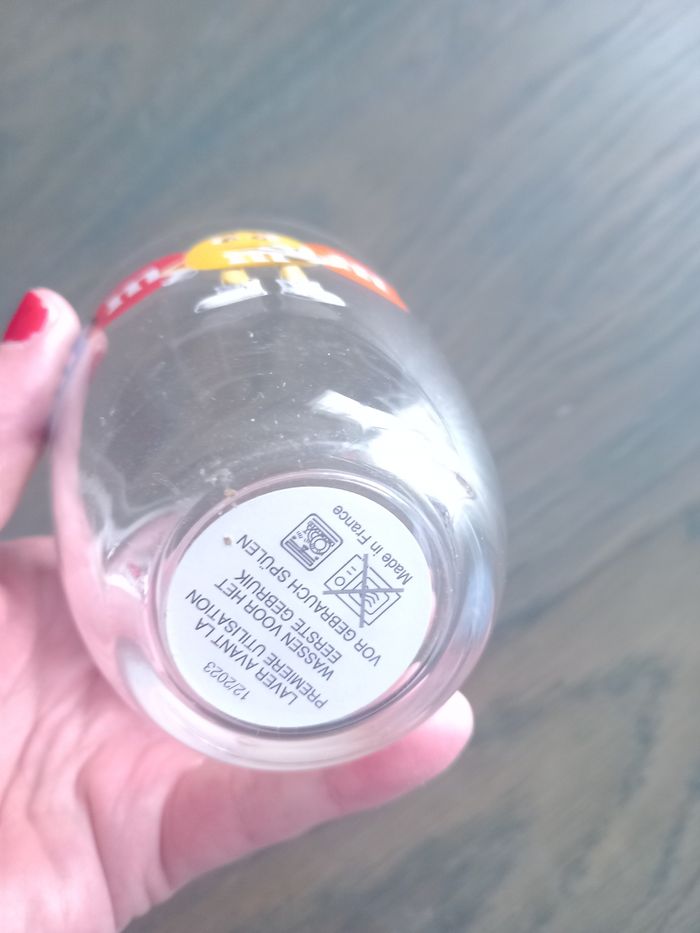 12/2023
LAVER AVANT LA
PREMIERE UTILISATION
WASSEN VOOR HET
EERSTE GEBRUIK
VOR GEBRAUCH SPÜLEN
Made in France